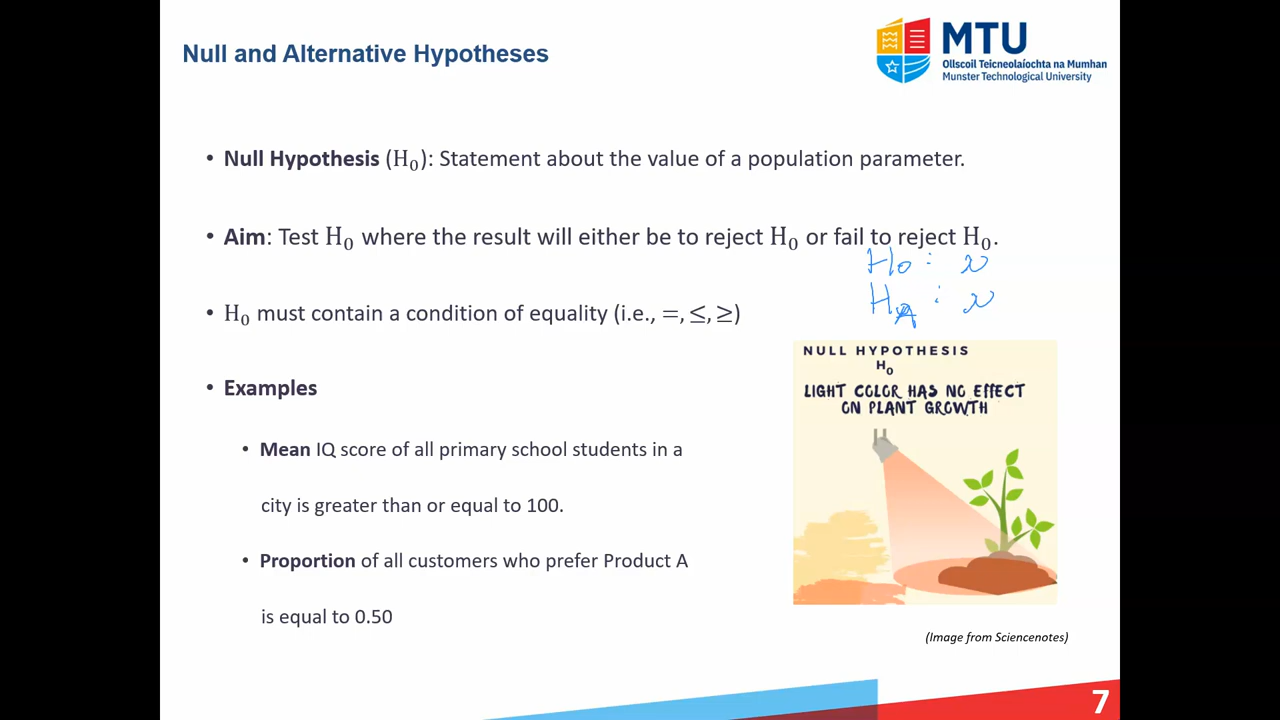 Null and Alternative Hypotheses
MTU
Ollscoil Teicneolaíochta na Mumhan
Munster Technological University
• Null Hypothesis (H₀): Statement about the value of a population parameter.
• Aim: Test H₀ where the result will either be to reject H₀ or fail to reject H₀.
H₀ : x
H_A : x
• H₀ must contain a condition of equality (i.e., =, ≤, ≥)
NULL HYPOTHESIS
H₀
LIGHT COLOR HAS NO EFFECT
ON PLANT GROWTH
• Examples
• Mean IQ score of all primary school students in a
city is greater than or equal to 100.
• Proportion of all customers who prefer Product A
is equal to 0.50
(Image from Sciencenotes)
7